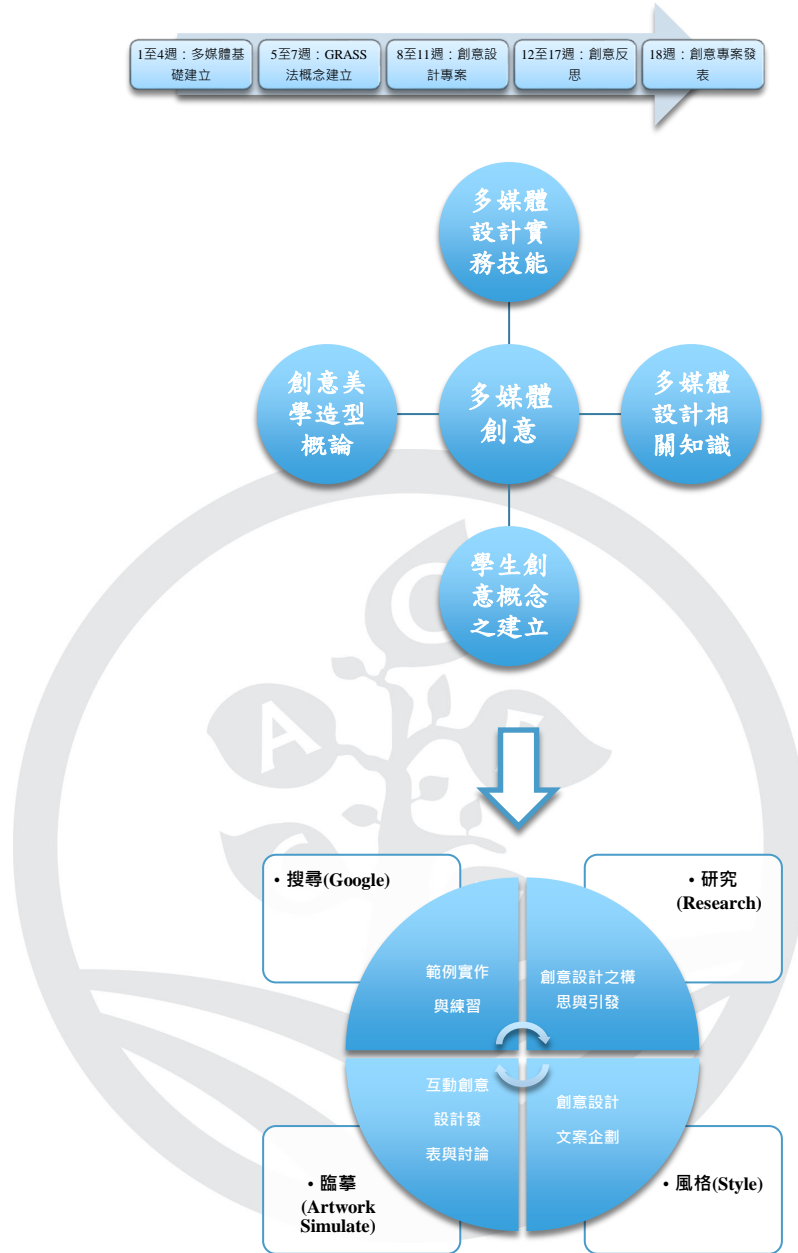 1至4週：多媒體基
礎建立
5至7週：GRASS
法概念建立
8至11週：創意設
計專案
12至17週：創意反
思
18週：創意專案發
表
多媒體
設計實
務技能
創意美
學造型
概論
多媒體
創意
多媒體
設計相
關知識
學生創
意概念
之建立
C
A
• 搜尋(Google)
• 研究
(Research)
範例實作
與練習
創意設計之構
思與引發
互動創意
設計發
表與討論
創意設計
文案企劃
• 臨摹
(Artwork
Simulate)
• 風格(Style)